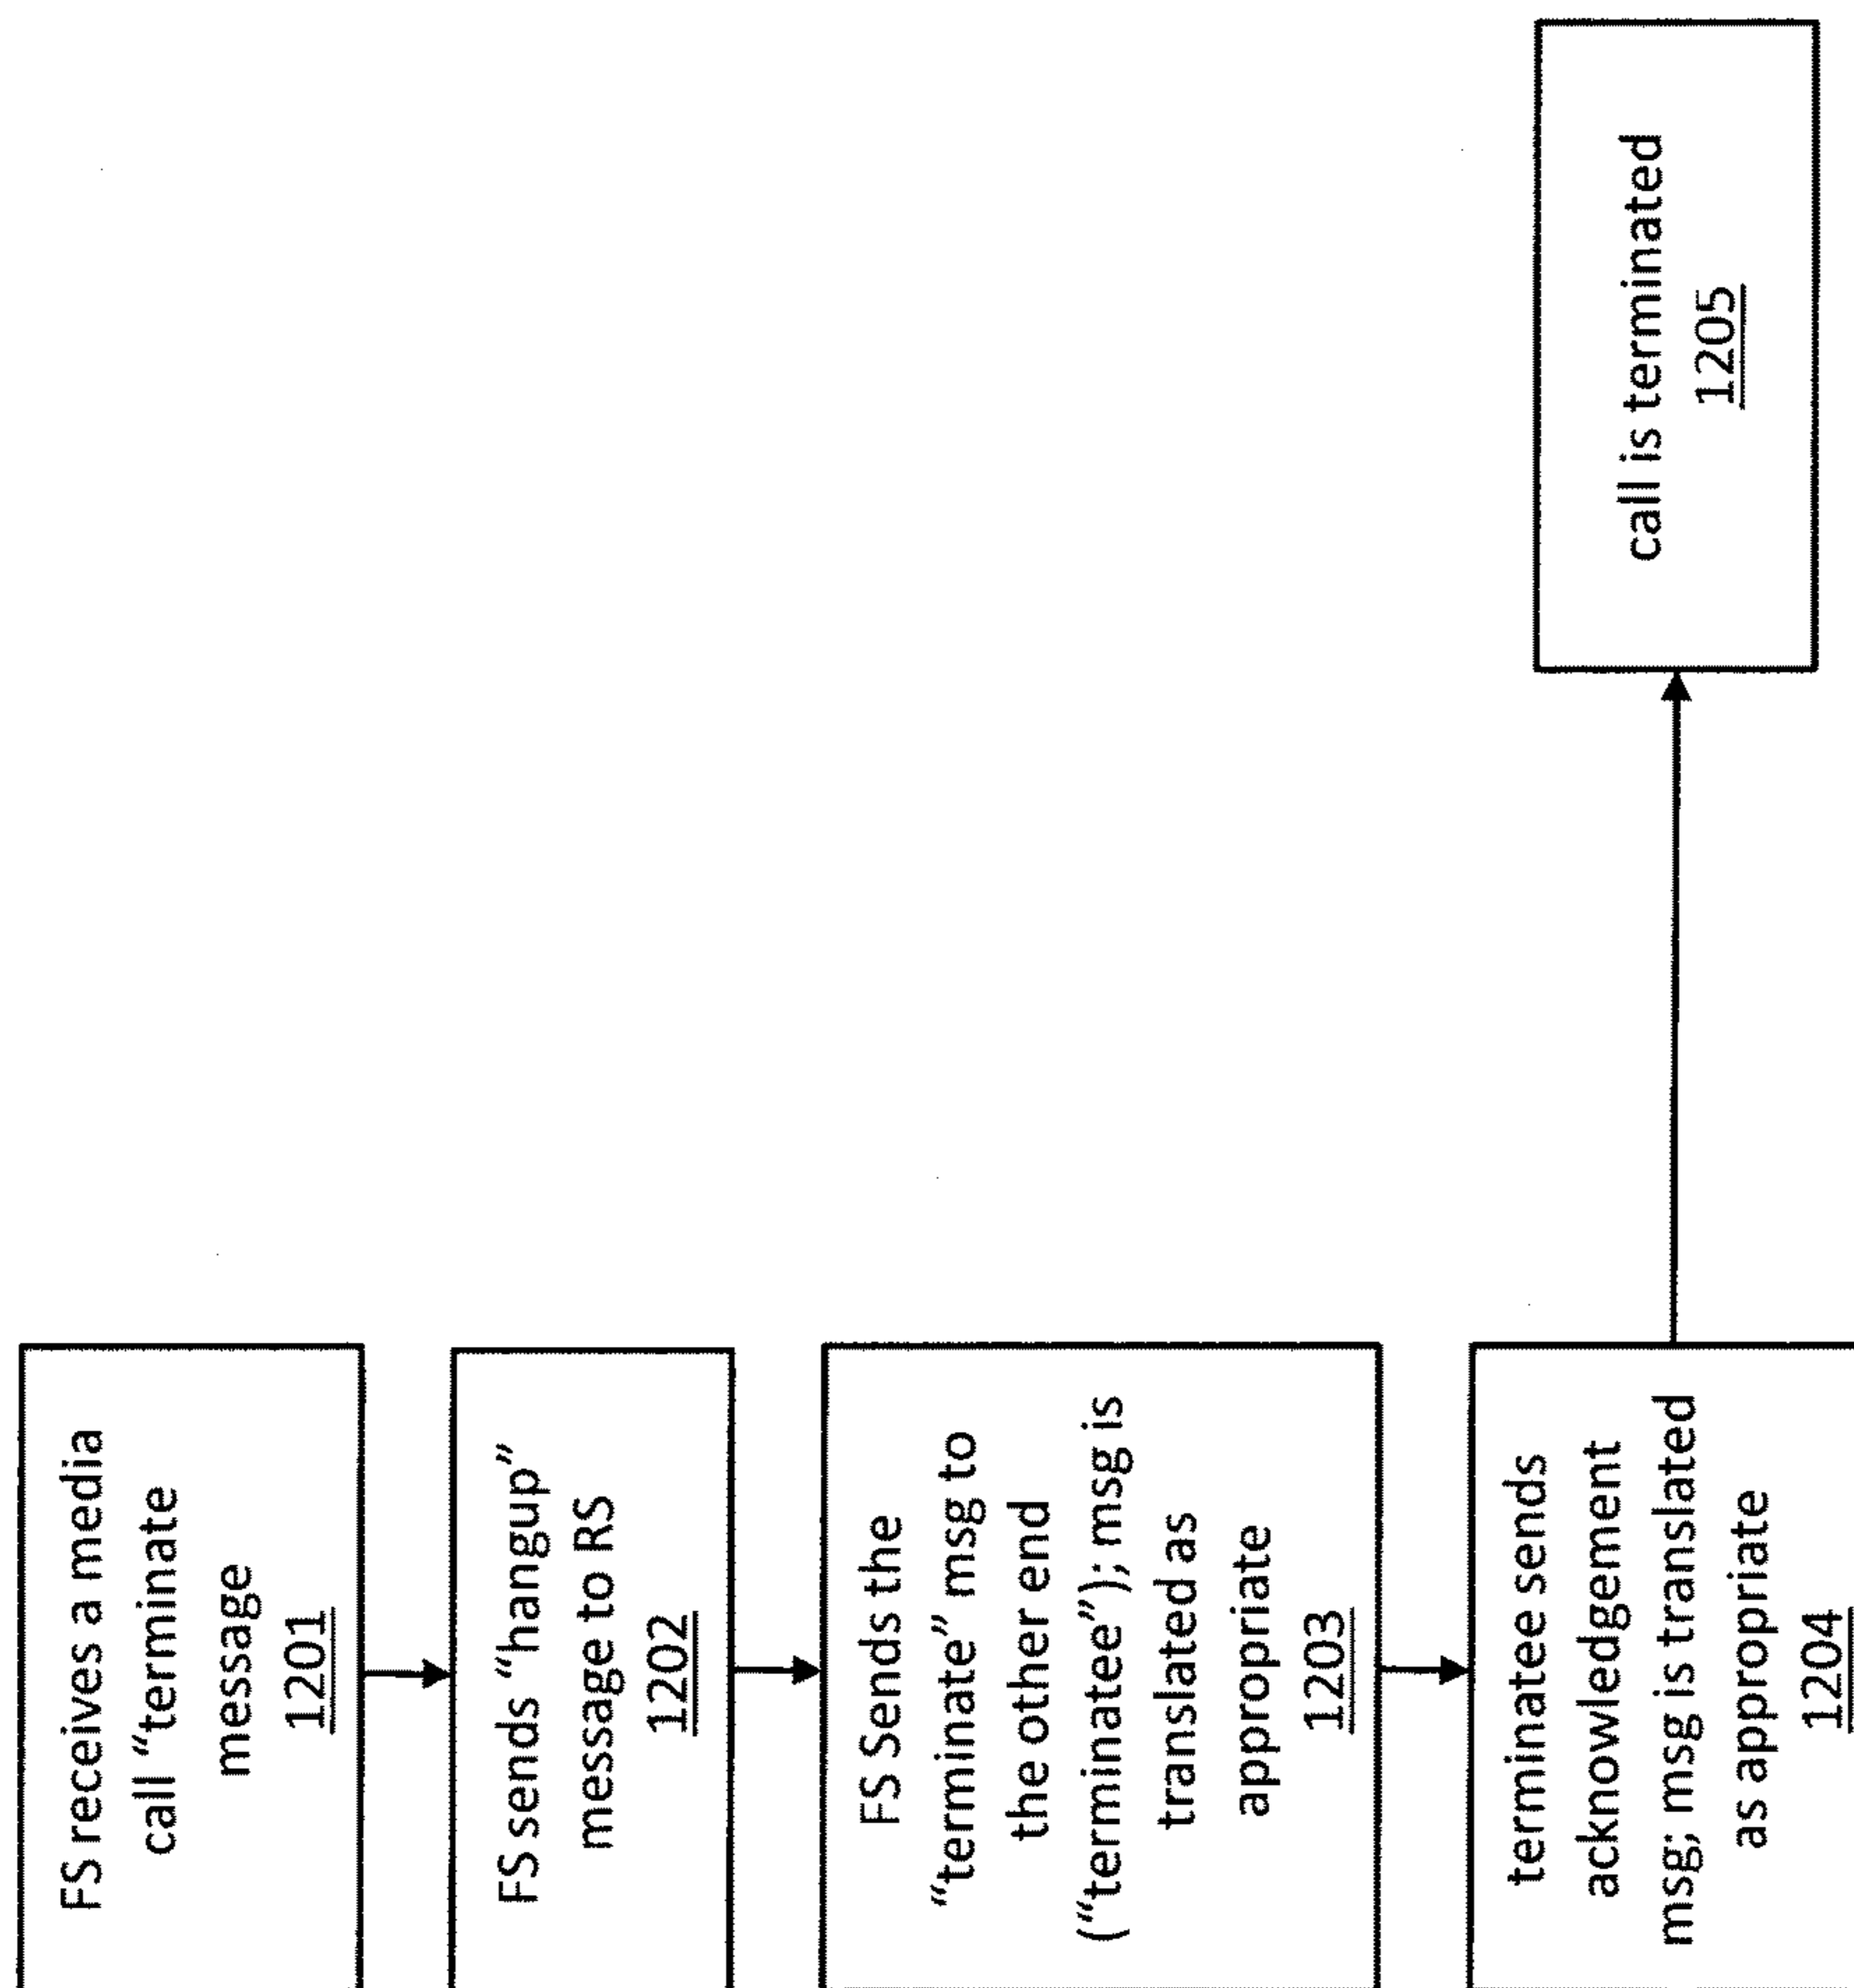 FS receives a media
call “terminate
message
1201
FS sends “hangup”
message to RS
1202
FS Sends the
“terminate” msg to
the other end
(“terminatee”); msg is
translated as
appropriate
1203
terminatee sends
acknowledgement
msg; msg is translated
as appropriate
1204
call is terminated
1205